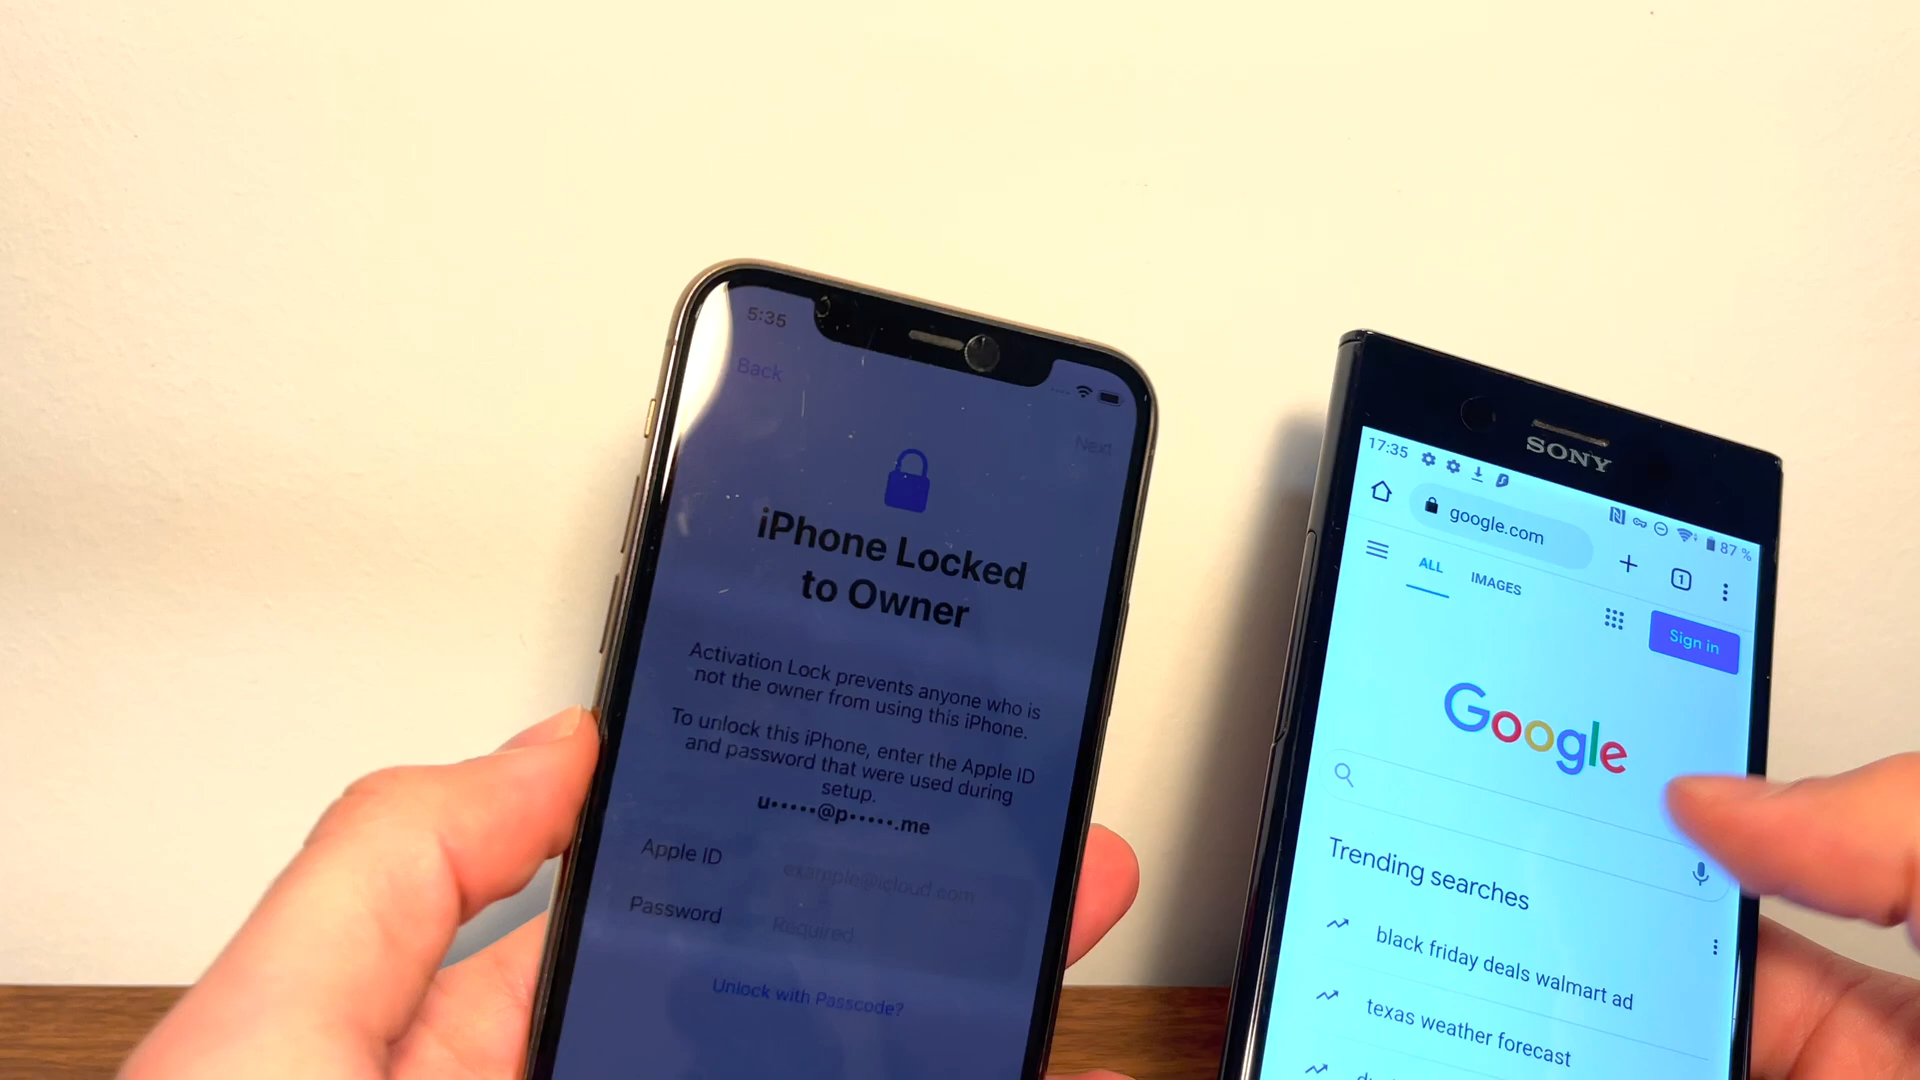 5:35
Back
Next
iPhone Locked
to Owner
Activation Lock prevents anyone who is
not the owner from using this iPhone.
To unlock this iPhone, enter the Apple ID
and password that were used during
setup.
u•••••@p•••••.me
Apple ID
example@icloud.com
Password
Required
Unlock with Passcode?
SONY
17:35
87 %
google.com
1
ALL
IMAGES
Sign in
Google
Trending searches
black friday deals walmart ad
texas weather forecast